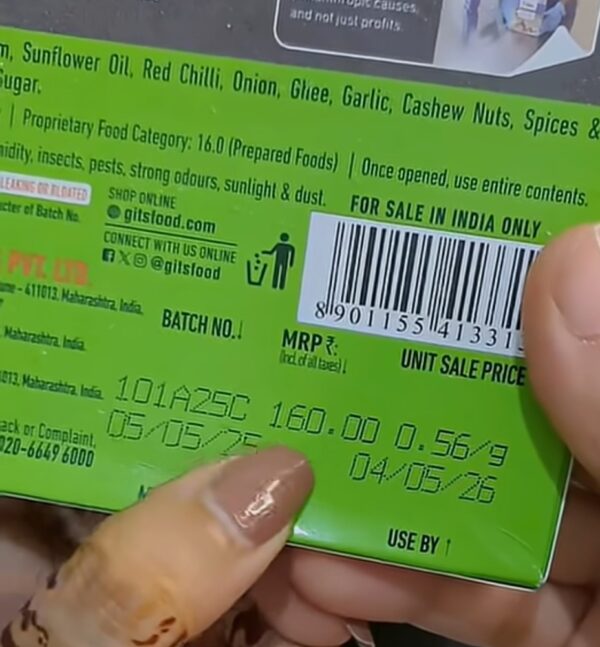 causes,
and not just profits.
Sunflower Oil, Red Chilli, Onion, Ghee, Garlic, Cashew Nuts, Spices &
Sugar.
| Proprietary Food Category: 16.0 (Prepared Foods) | Once opened, use entire contents.
insects, pests, strong odours, sunlight & dust.
LEAKING OR BLOATED
of Batch No.
SHOP ONLINE
gitsfood.com
CONNECT WITH US ONLINE
@gitsfood
FOR SALE IN INDIA ONLY
8 901155 41331
PVT. LTD.
411013, Maharashtra, India.
Maharashtra, India.
Maharashtra, India.
BATCH NO.↓
MRP ₹:
(Incl. of all taxes)↓
UNIT SALE PRICE
101A25C 160.00 0.56/g
05/05/25 04/05/26
or Complaint,
020-6649 6000
USE BY ↑